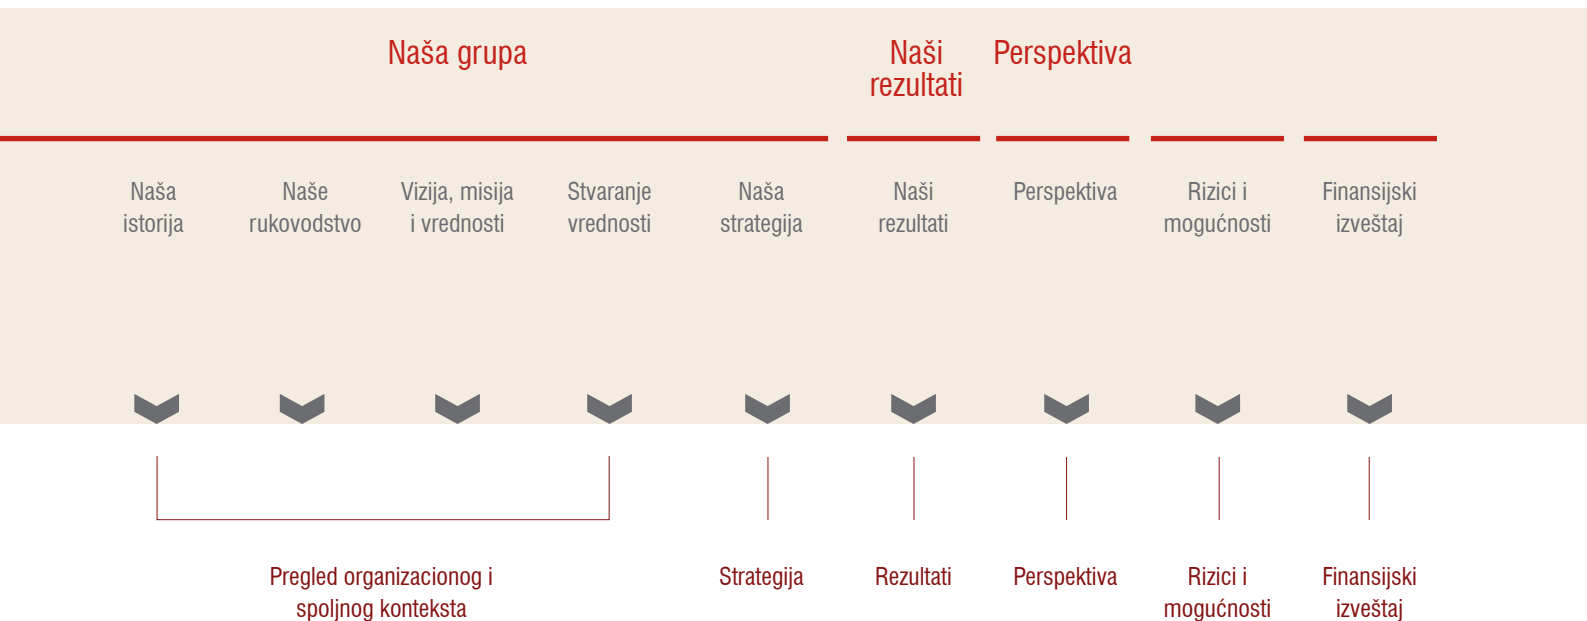 Naša grupa
Naši
rezultati
Perspektiva
Naša
istorija
Naše
rukovodstvo
Vizija, misija
i vrednosti
Stvaranje
vrednosti
Naša
strategija
Naši
rezultati
Perspektiva
Rizici i
mogućnosti
Finansijski
izveštaj
Pregled organizacionog i
spoljnog konteksta
Strategija
Rezultati
Perspektiva
Rizici i
mogućnosti
Finansijski
izveštaj